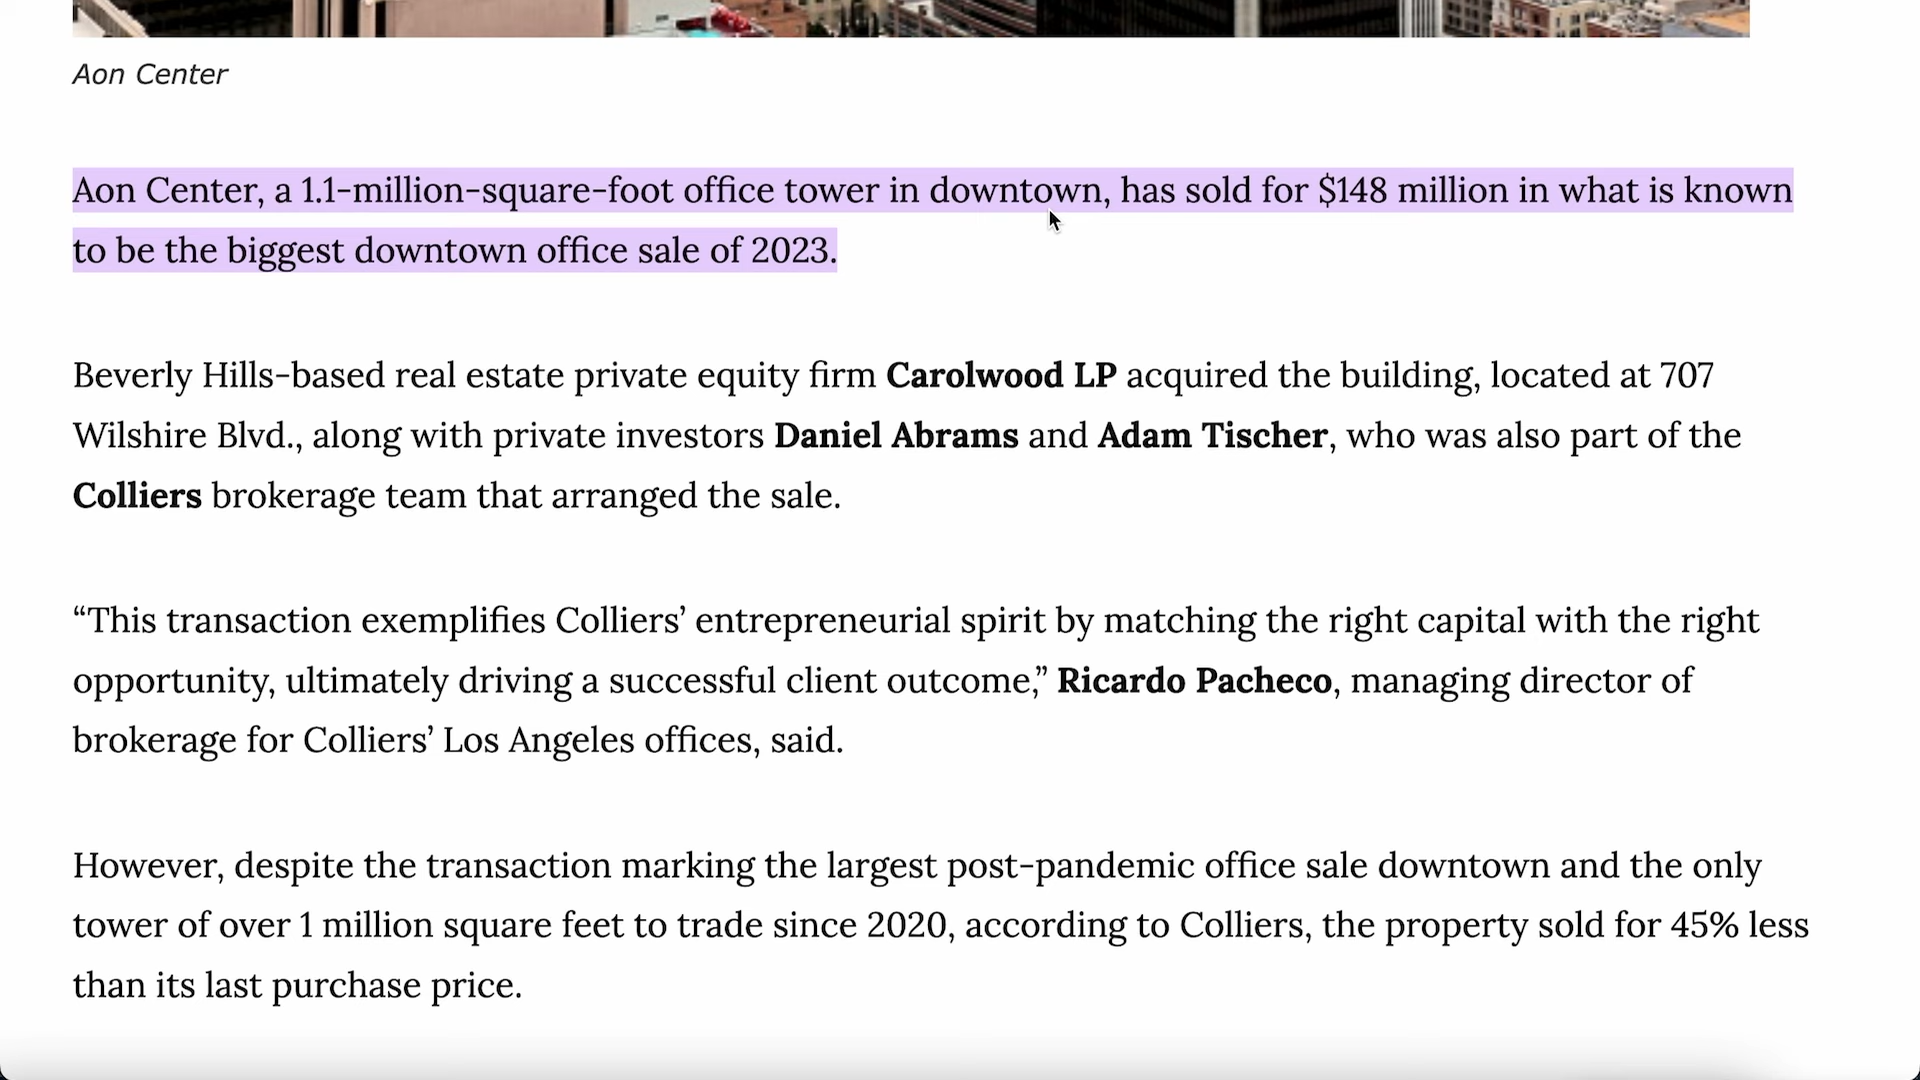 Aon Center
Aon Center, a 1.1-million-square-foot office tower in downtown, has sold for $148 million in what is known
to be the biggest downtown office sale of 2023.
Beverly Hills-based real estate private equity firm Carolwood LP acquired the building, located at 707
Wilshire Blvd., along with private investors Daniel Abrams and Adam Tischer, who was also part of the
Colliers brokerage team that arranged the sale.
“This transaction exemplifies Colliers’ entrepreneurial spirit by matching the right capital with the right
opportunity, ultimately driving a successful client outcome,” Ricardo Pacheco, managing director of
brokerage for Colliers’ Los Angeles offices, said.
However, despite the transaction marking the largest post-pandemic office sale downtown and the only
tower of over 1 million square feet to trade since 2020, according to Colliers, the property sold for 45% less
than its last purchase price.